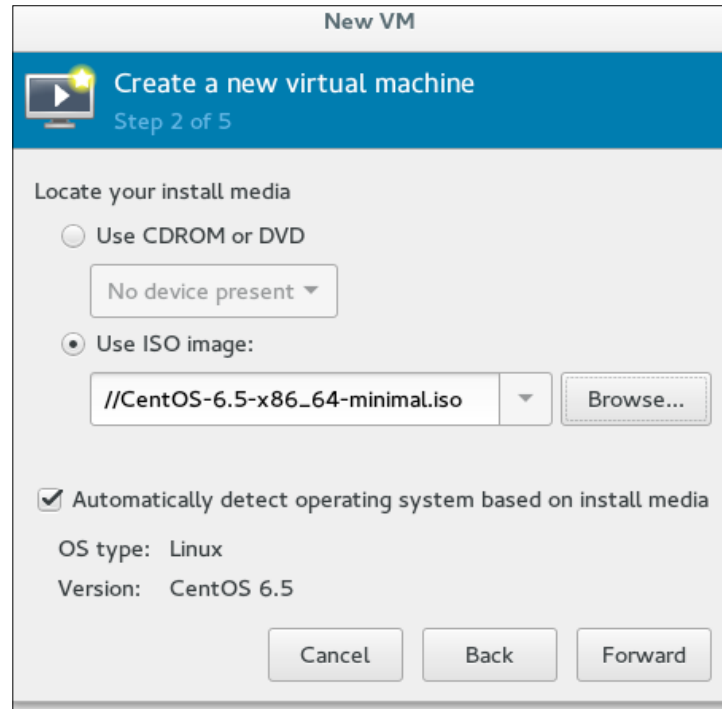 New VM
Create a new virtual machine
Step 2 of 5
Locate your install media
Use CDROM or DVD
No device present
Use ISO image:
//CentOS-6.5-x86_64-minimal.iso
Browse...
Automatically detect operating system based on install media
OS type: Linux
Version: CentOS 6.5
Cancel Back Forward